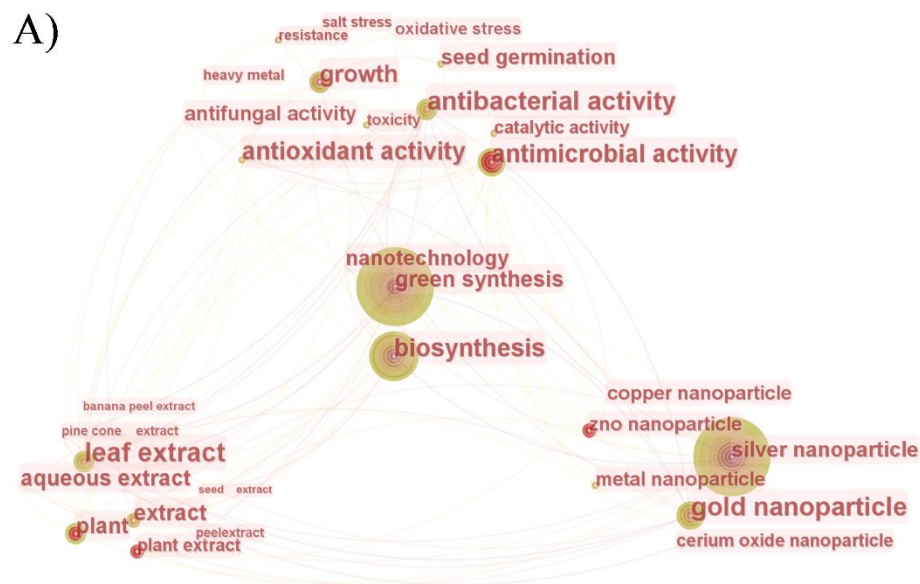 A)
salt stress
oxidative stress
resistance
seed germination
heavy metal
growth
antibacterial activity
antifungal activity
toxicity
catalytic activity
antioxidant activity
antimicrobial activity
nanotechnology
green synthesis
biosynthesis
copper nanoparticle
banana peel extract
zno nanoparticle
pine cone extract
leaf extract
silver nanoparticle
aqueous extract
metal nanoparticle
seed extract
extract
gold nanoparticle
plant
peelextract
plant extract
cerium oxide nanoparticle